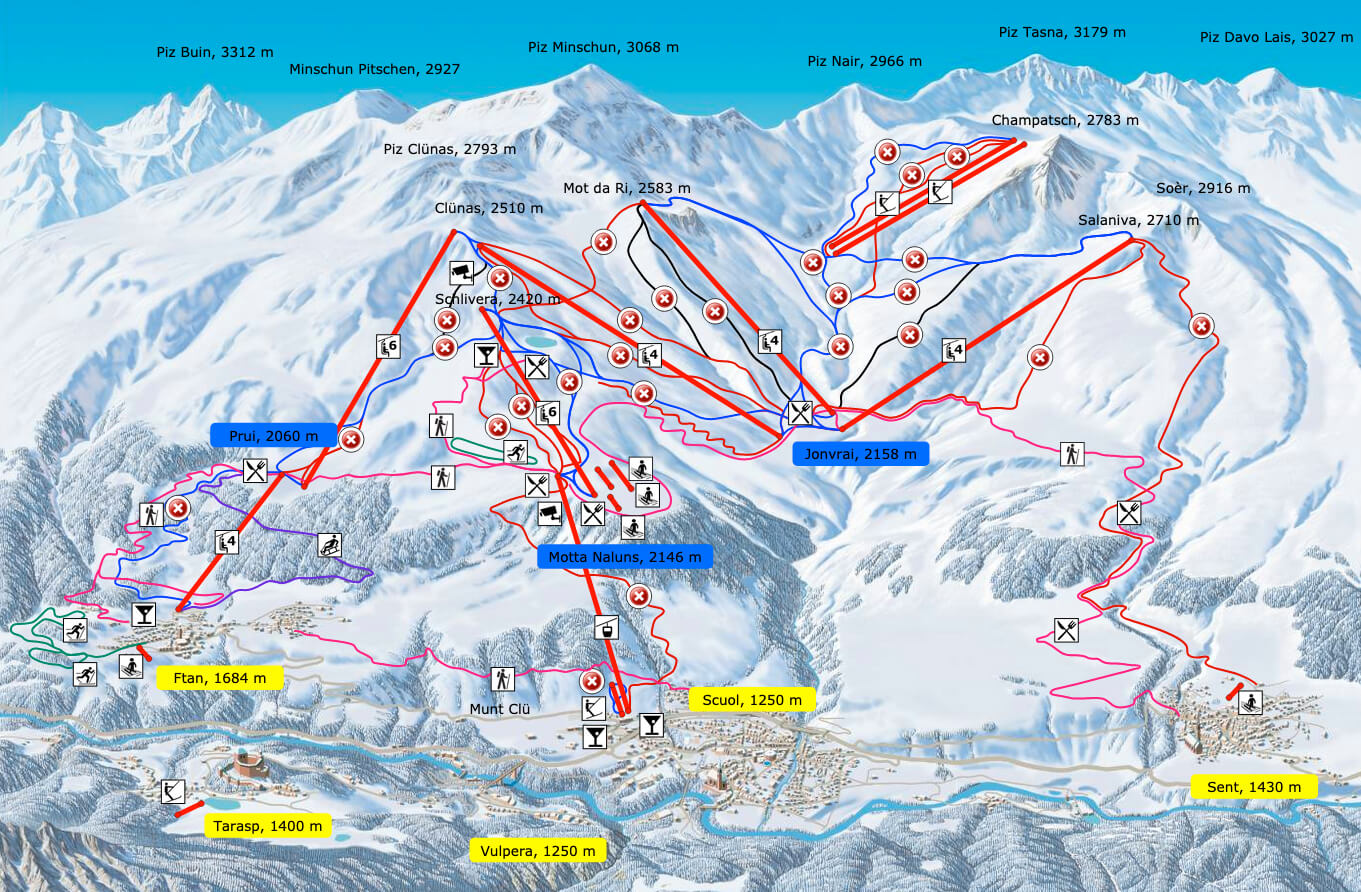 Piz Buin, 3312 m
Minschun Pitschen, 2927
Piz Minschun, 3068 m
Piz Nair, 2966 m
Piz Tasna, 3179 m
Piz Davo Lais, 3027 m
Champatsch, 2783 m
Piz Clünas, 2793 m
Mot da Ri, 2583 m
Soèr, 2916 m
Clünas, 2510 m
Salaniva, 2710 m
Schlivera, 2420 m
6
4
4
4
6
Prui, 2060 m
Jonvrai, 2158 m
4
Motta Naluns, 2146 m
Ftan, 1684 m
Munt Clü
Scuol, 1250 m
Sent, 1430 m
Tarasp, 1400 m
Vulpera, 1250 m